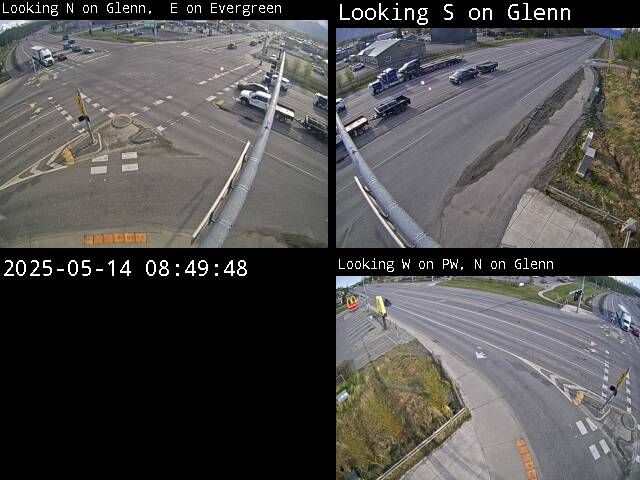 Looking N on Glenn,  E on Evergreen
Looking S on Glenn
2025-05-14 08:49:48
Looking W on PW, N on Glenn